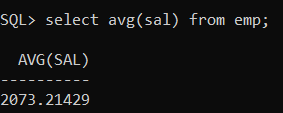 SQL> select avg(sal) from emp;
AVG(SAL)
----------
2073.21429